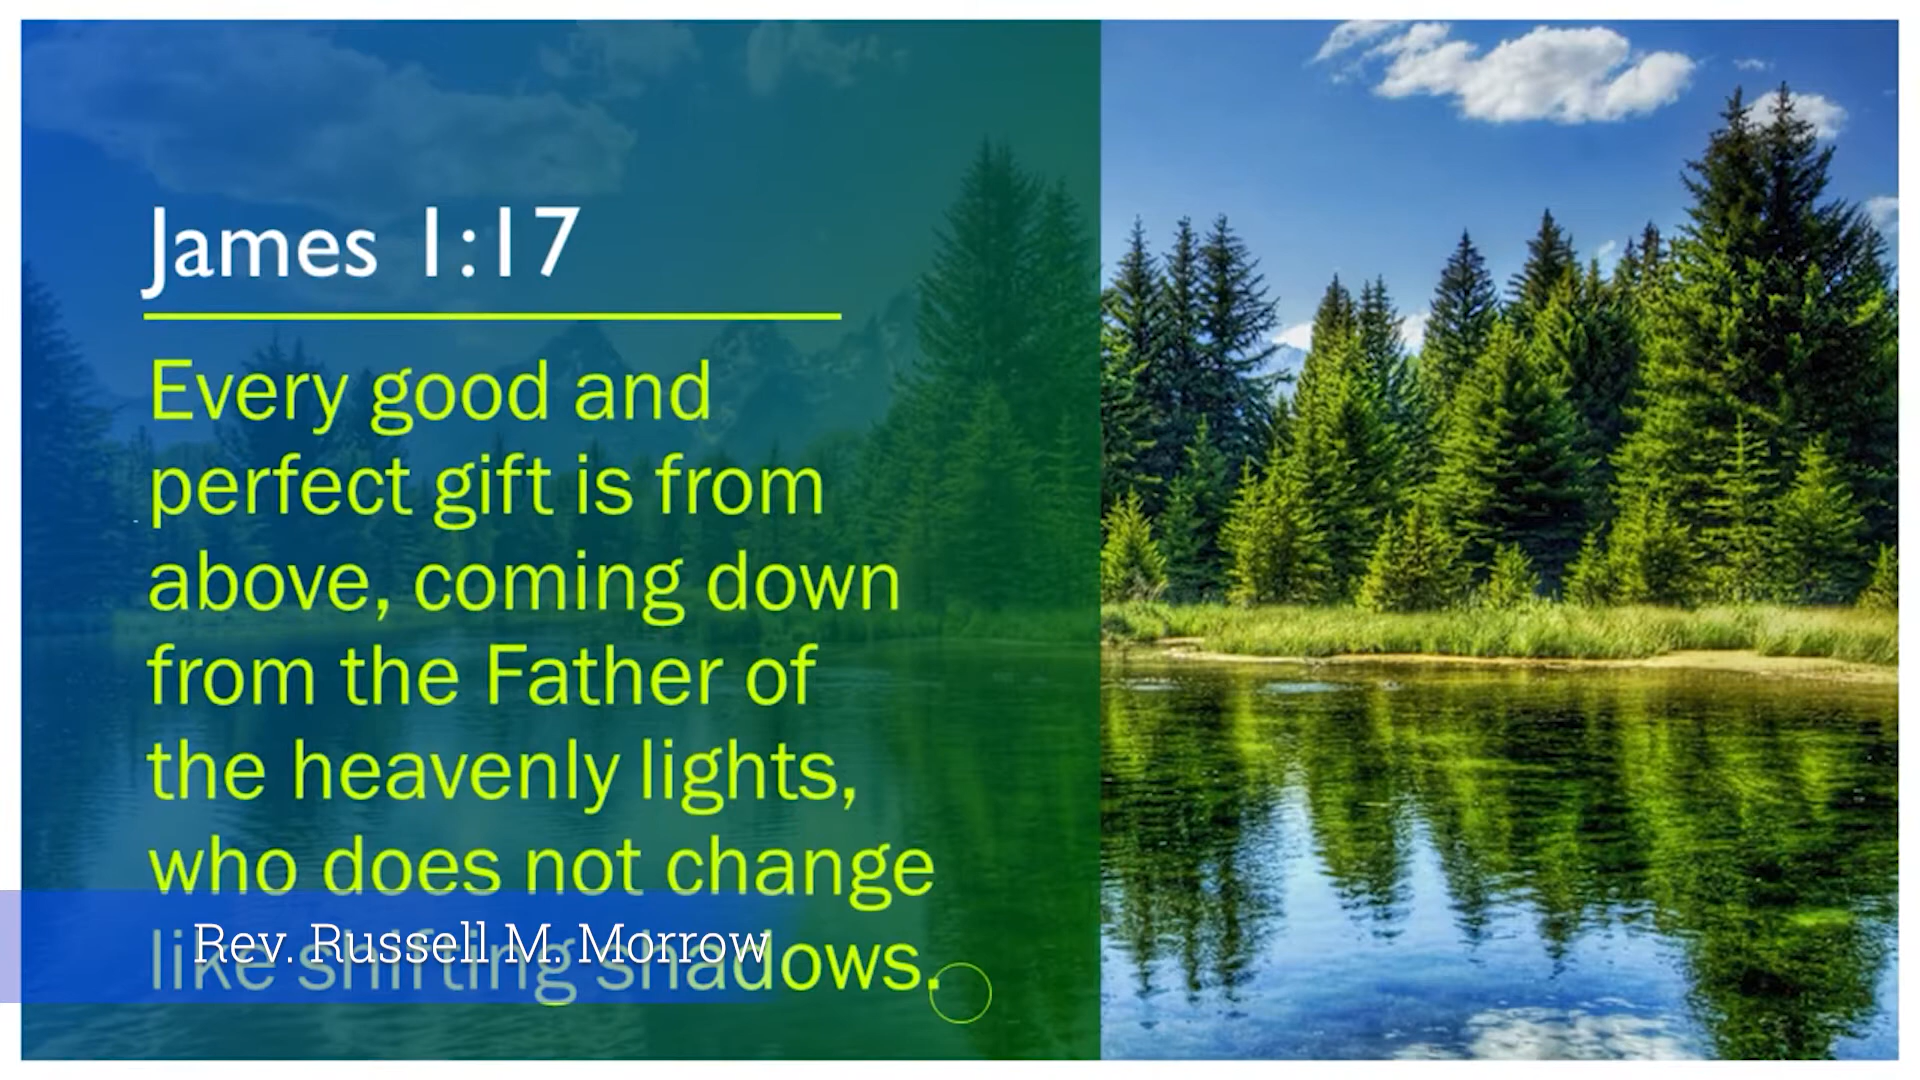 James 1:17
Every good and
perfect gift is from
above, coming down
from the Father of
the heavenly lights,
who does not change
like shifting shadows.
Rev. Russell M. Morrow